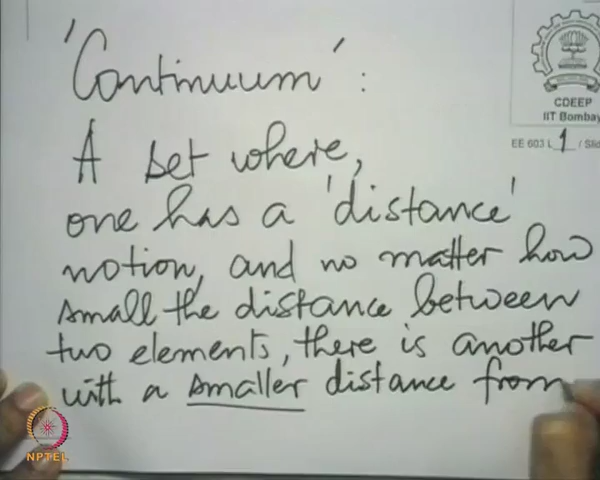 'Continuum' :
A set where,
one has a 'distance'
notion, and no matter how
small the distance between
two elements, there is another
with a smaller distance from
CDEEP
IIT Bombay
EE 603 L 1 / Slid
NPTEL